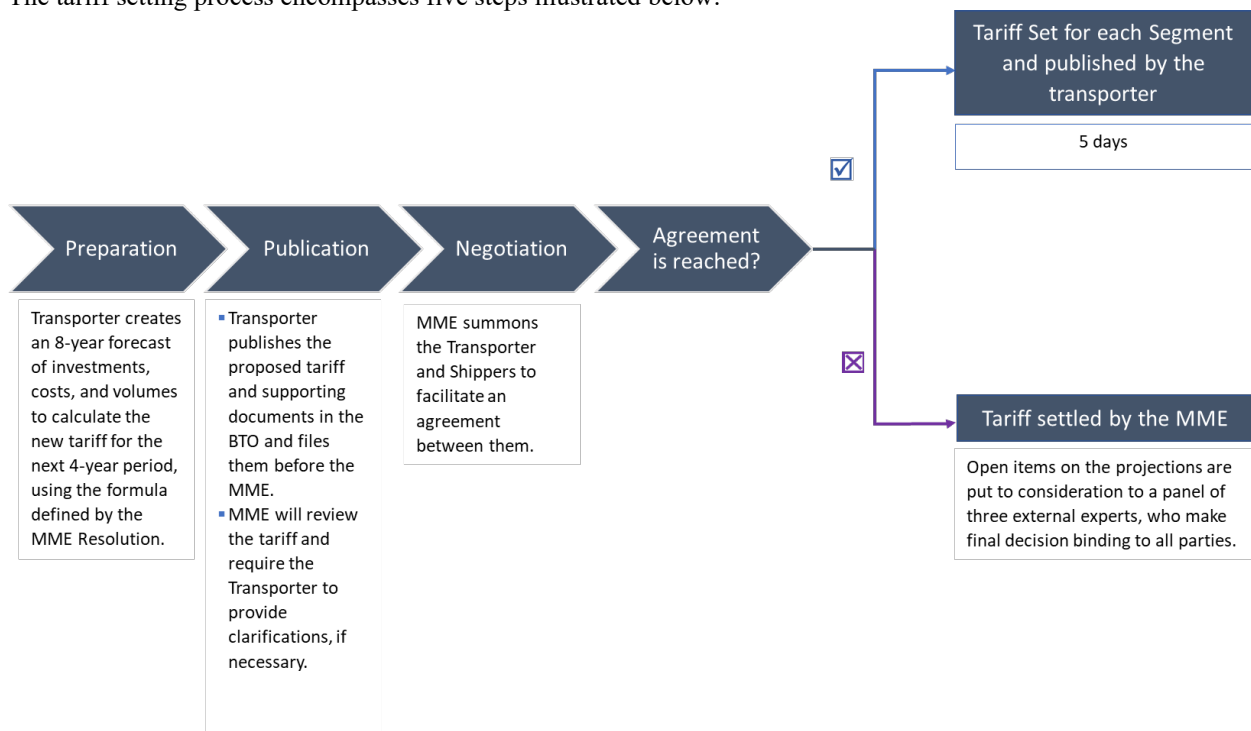 The tariff setting process encompasses five steps illustrated below:
Tariff Set for each Segment
and published by the
transporter
5 days
Preparation
Publication
Negotiation
Agreement
is reached?
Transporter creates
an 8-year forecast
of investments,
costs, and volumes
to calculate the
new tariff for the
next 4-year period,
using the formula
defined by the
MME Resolution.
▪ Transporter
publishes the
proposed tariff
and supporting
documents in the
BTO and files
them before the
MME.
▪ MME will review
the tariff and
require the
Transporter to
provide
clarifications, if
necessary.
MME summons
the Transporter
and Shippers to
facilitate an
agreement
between them.
Tariff settled by the MME
Open items on the projections are
put to consideration to a panel of
three external experts, who make
final decision binding to all parties.